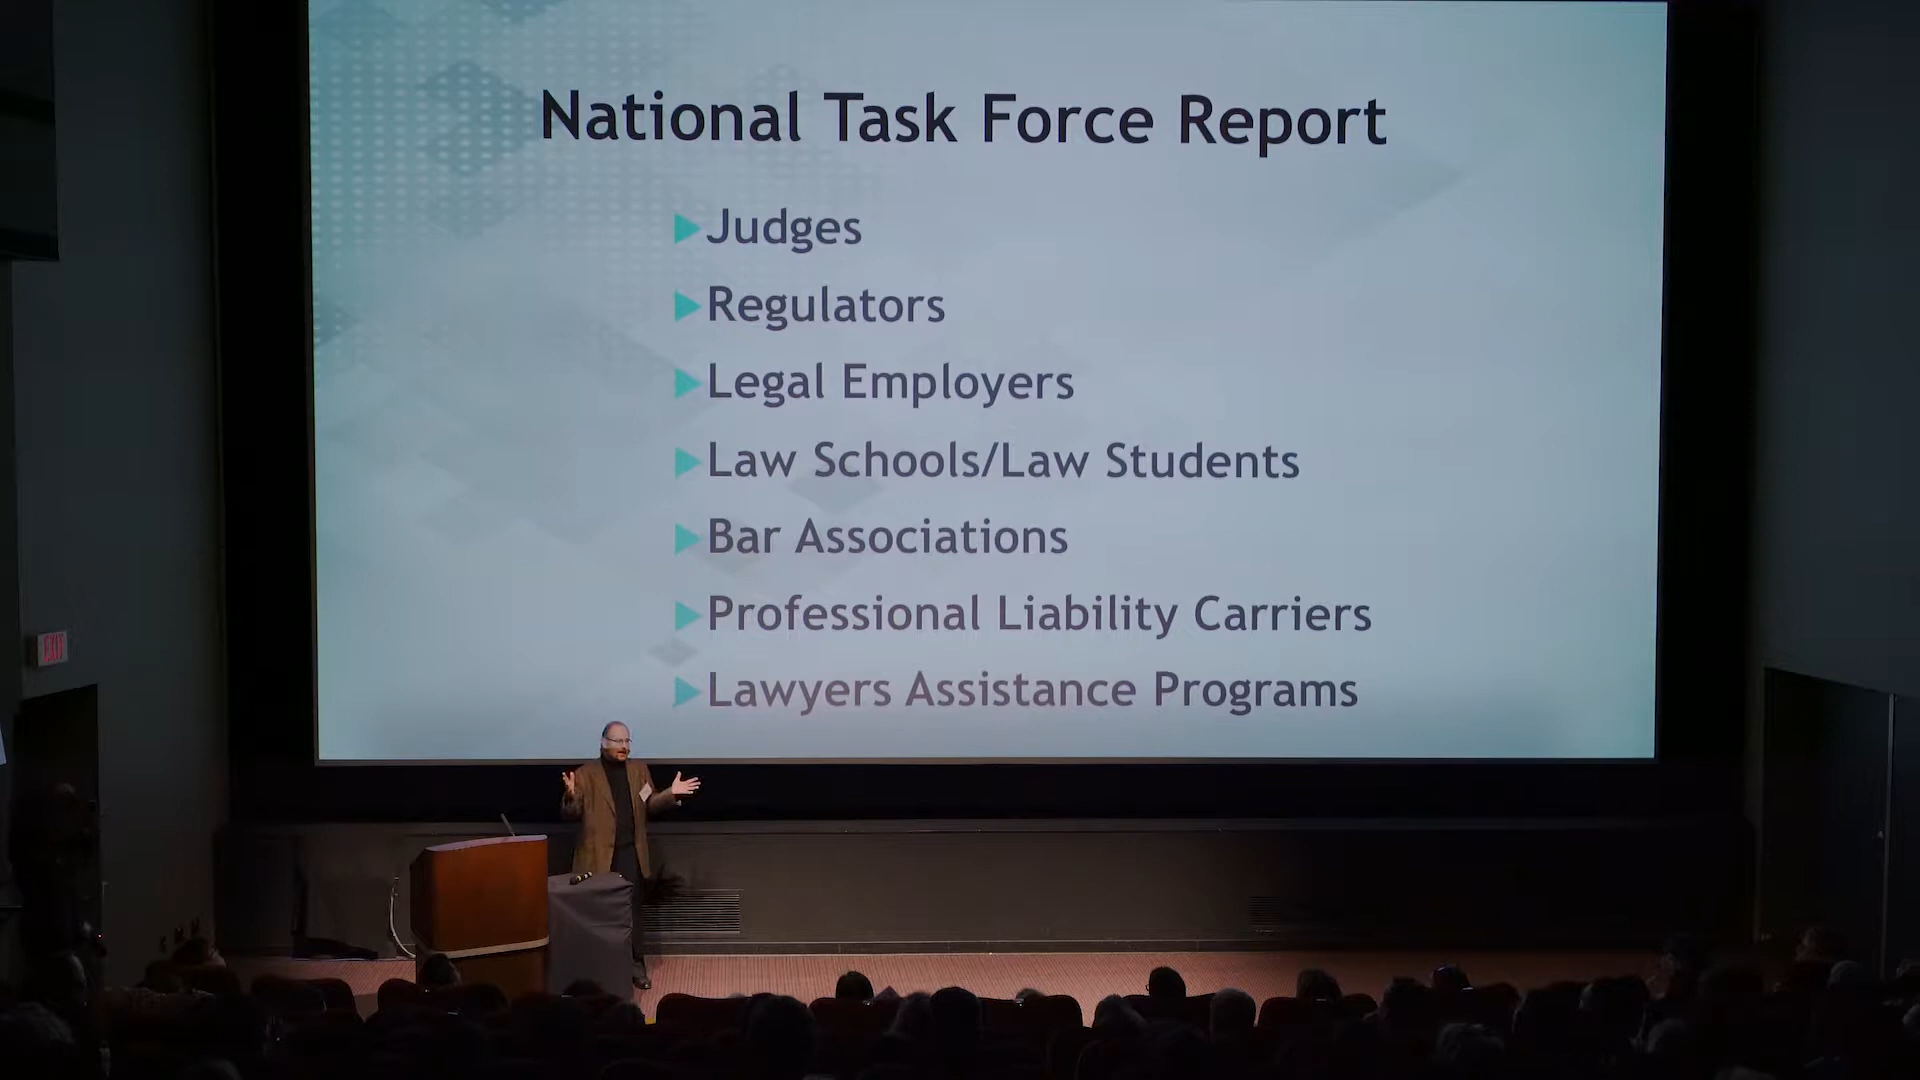 National Task Force Report
Judges
Regulators
Legal Employers
Law Schools/Law Students
Bar Associations
Professional Liability Carriers
Lawyers Assistance Programs
EXIT